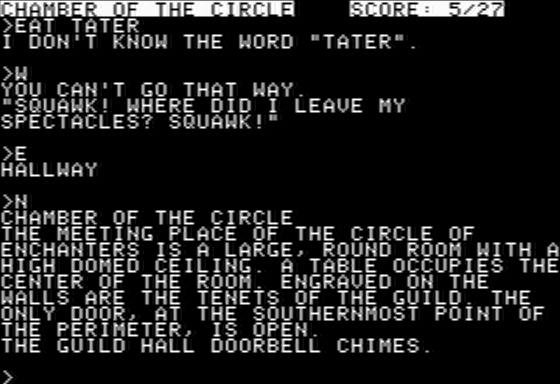 CHAMBER OF THE CIRCLE SCORE: 5/27
>EAT TATER
I DON'T KNOW THE WORD "TATER".
>W
YOU CAN'T GO THAT WAY.
"SQUAWK! WHERE DID I LEAVE MY
SPECTACLES? SQUAWK!"
>E
HALLWAY
>N
CHAMBER OF THE CIRCLE
THE MEETING PLACE OF THE CIRCLE OF
ENCHANTERS IS A LARGE, ROUND ROOM WITH A
HIGH DOMED CEILING. A TABLE OCCUPIES THE
CENTER OF THE ROOM. ENGRAVED ON THE
WALLS ARE THE TENETS OF THE GUILD. THE
ONLY DOOR, AT THE SOUTHERNMOST POINT OF
THE PERIMETER, IS OPEN.
THE GUILD HALL DOORBELL CHIMES.
>